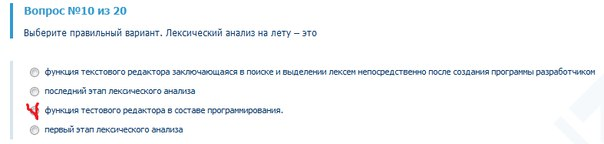 Вопрос №10 из 20
Выберите правильный вариант. Лексический анализ на лету – это
функция текстового редактора заключающаяся в поиске и выделении лексем непосредственно после создания программы разработчиком
последний этап лексического анализа
функция тестового редактора в составе программирования.
первый этап лексического анализа